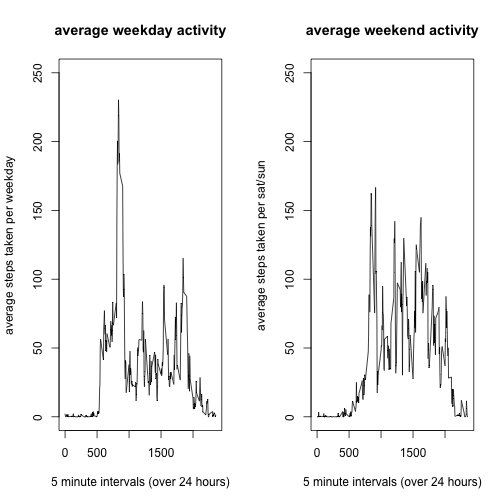 average weekday activity
average steps taken per weekday
0 50 100 150 200 250
0 500 1500
5 minute intervals (over 24 hours)
average weekend activity
average steps taken per sat/sun
0 50 100 150 200 250
0 500 1500
5 minute intervals (over 24 hours)